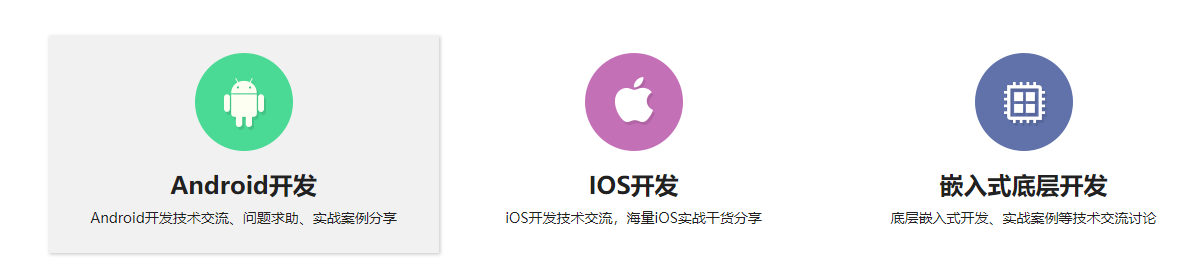 Android开发
Android开发技术交流、问题求助、实战案例分享
IOS开发
iOS开发技术交流，海量iOS实战干货分享
嵌入式底层开发
底层嵌入式开发、实战案例等技术交流讨论